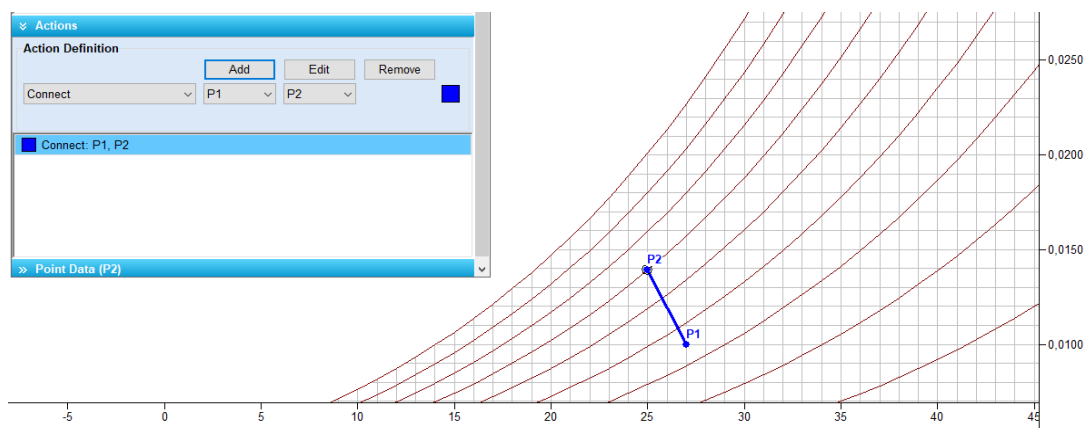 Actions
Action Definition
Add Edit Remove
Connect P1 P2
Connect: P1, P2
Point Data (P2)
0,0250
0,0200
0,0150
0,0100
P2
P1
-5 0 5 10 15 20 25 30 35 40 45